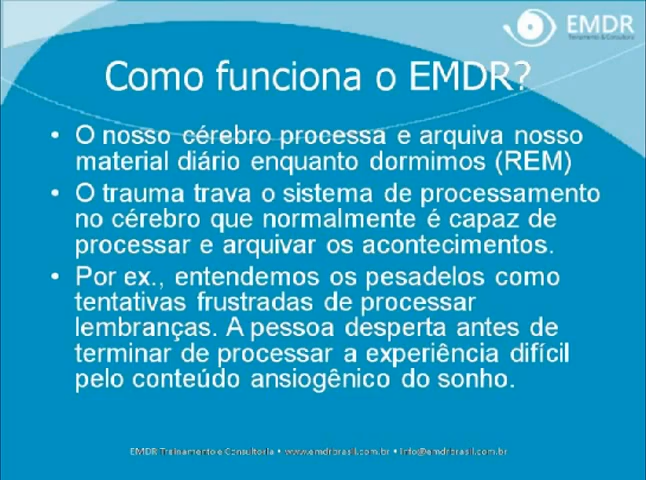 EMDR
Treinamento & Consultoria
Como funciona o EMDR?
• O nosso cérebro processa e arquiva nosso
material diário enquanto dormimos (REM)
• O trauma trava o sistema de processamento
no cérebro que normalmente é capaz de
processar e arquivar os acontecimentos.
• Por ex., entendemos os pesadelos como
tentativas frustradas de processar
lembranças. A pessoa desperta antes de
terminar de processar a experiência difícil
pelo conteúdo ansiogênico do sonho.
EMDR Treinamento e Consultoria • www.emdrbrasil.com.br • info@emdrbrasil.com.br